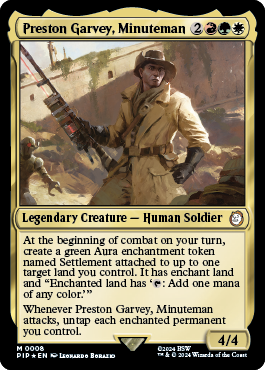 Preston Garvey, Minuteman 2
Legendary Creature — Human Soldier
At the beginning of combat on your turn,
create a green Aura enchantment token
named Settlement attached to up to one
target land you control. It has enchant land
and “Enchanted land has ‘: Add one mana
of any color.’”
Whenever Preston Garvey, Minuteman
attacks, untap each enchanted permanent
you control.
4/4
M 0008
PIP★EN Leonardo Borazio
©2024 BSW
™ & © 2024 Wizards of the Coast